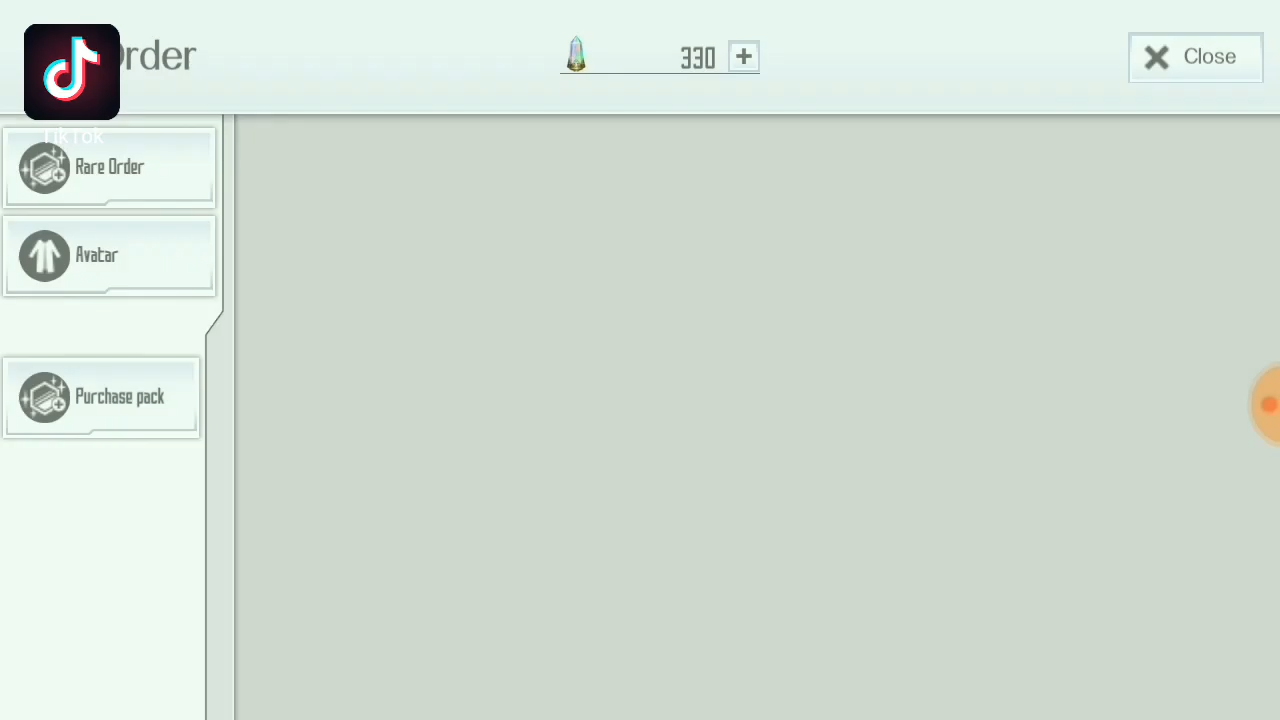 Order
330
Close
TikTok
Rare Order
Avatar
Purchase pack